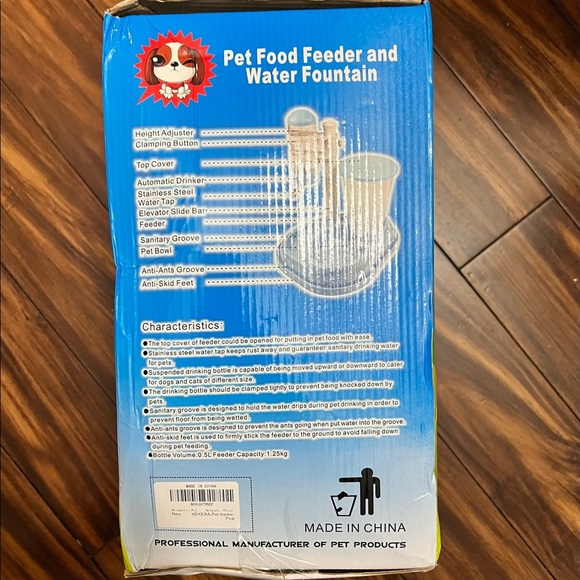 Pet Food Feeder and
Water Fountain
Height Adjuster
Clamping Button
Top Cover
Automatic Drinker
Stainless Steel
Water Tap
Elevator Slide Bar
Feeder
Sanitary Groove
Pet Bowl
Anti-Ants Groove
Anti-Skid Feet
Characteristics:
●The top cover of feeder could be opened for putting in pet food with ease
●Stainless steel water tap keeps rust away and guarantee sanitary drinking water
for pets.
●Suspended drinking bottle is capable of being moved upward or downward to cater
for dogs and cats of different size.
●The drinking bottle should be clamped tightly to prevent being knocked down by
pets.
●Sanitary groove is designed to hold the water drips during pet drinking in order to
prevent floor from being wetted.
●Anti-ants groove is designed to prevent the ants going when put water into the groove
●Anti-skid feet is used to firmly stick the feeder to the ground to avoid falling down
during pet feeding.
●Bottle Volume:0.5L Feeder Capacity:1.25kg
MADE IN CHINA
New
MADE IN CHINA
PROFESSIONAL MANUFACTURER OF PET PRODUCTS